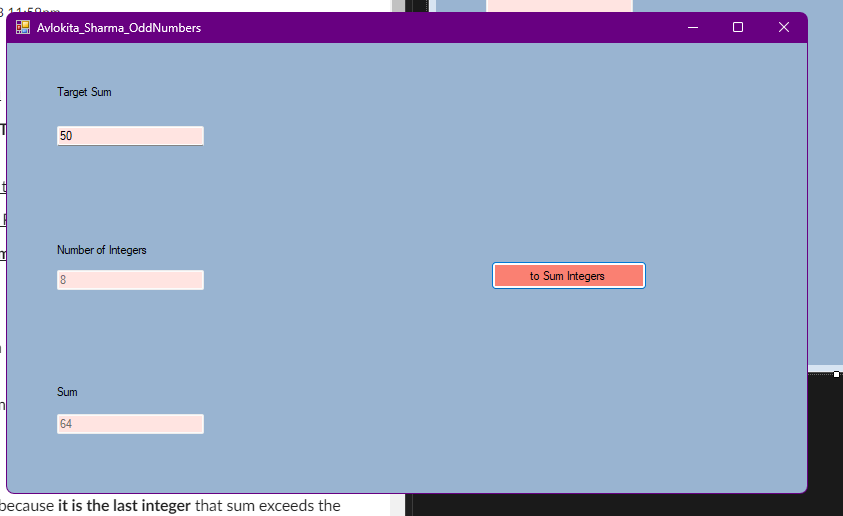 Avlokita_Sharma_OddNumbers
Target Sum
50
Number of Integers
8
to Sum Integers
Sum
64
because it is the last integer that sum exceeds the